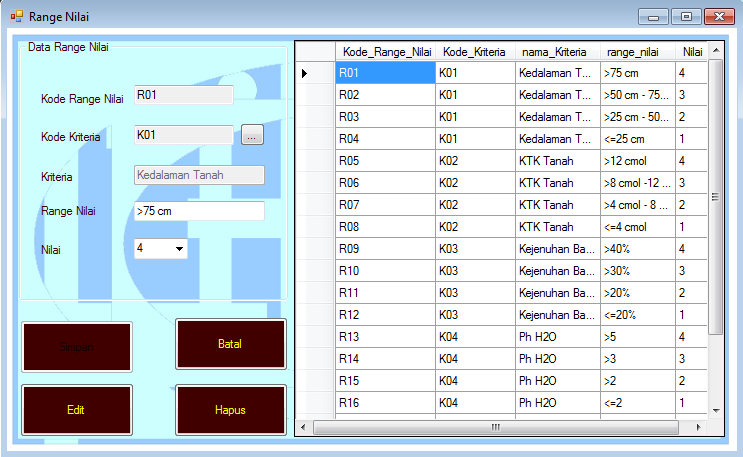 Range Nilai
Data Range Nilai
Kode Range Nilai R01
Kode Kriteria K01 ...
Kriteria Kedalaman Tanah
Range Nilai >75 cm
Nilai 4
Simpan Batal
Edit Hapus
Kode_Range_Nilai Kode_Kriteria nama_Kriteria range_nilai Nilai
R01 K01 Kedalaman T... >75 cm 4
R02 K01 Kedalaman T... >50 cm - 75... 3
R03 K01 Kedalaman T... >25 cm - 50... 2
R04 K01 Kedalaman T... <=25 cm 1
R05 K02 KTK Tanah >12 cmol 4
R06 K02 KTK Tanah >8 cmol -12 ... 3
R07 K02 KTK Tanah >4 cmol - 8 ... 2
R08 K02 KTK Tanah <=4 cmol 1
R09 K03 Kejenuhan Ba... >40% 4
R10 K03 Kejenuhan Ba... >30% 3
R11 K03 Kejenuhan Ba... >20% 2
R12 K03 Kejenuhan Ba... <=20% 1
R13 K04 Ph H2O >5 4
R14 K04 Ph H2O >3 3
R15 K04 Ph H2O >2 2
R16 K04 Ph H2O <=2 1